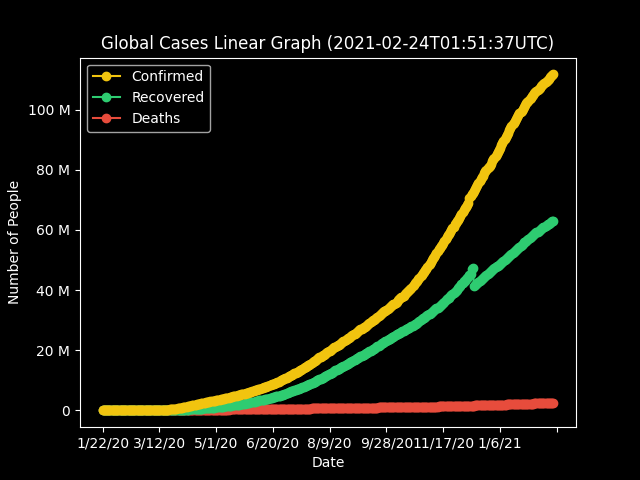 Global Cases Linear Graph (2021-02-24T01:51:37UTC)
Confirmed
Recovered
Deaths
100 M
80 M
60 M
40 M
20 M
0
Number of People
1/22/20 3/12/20 5/1/20 6/20/20 8/9/20 9/28/20 11/17/20 1/6/21
Date